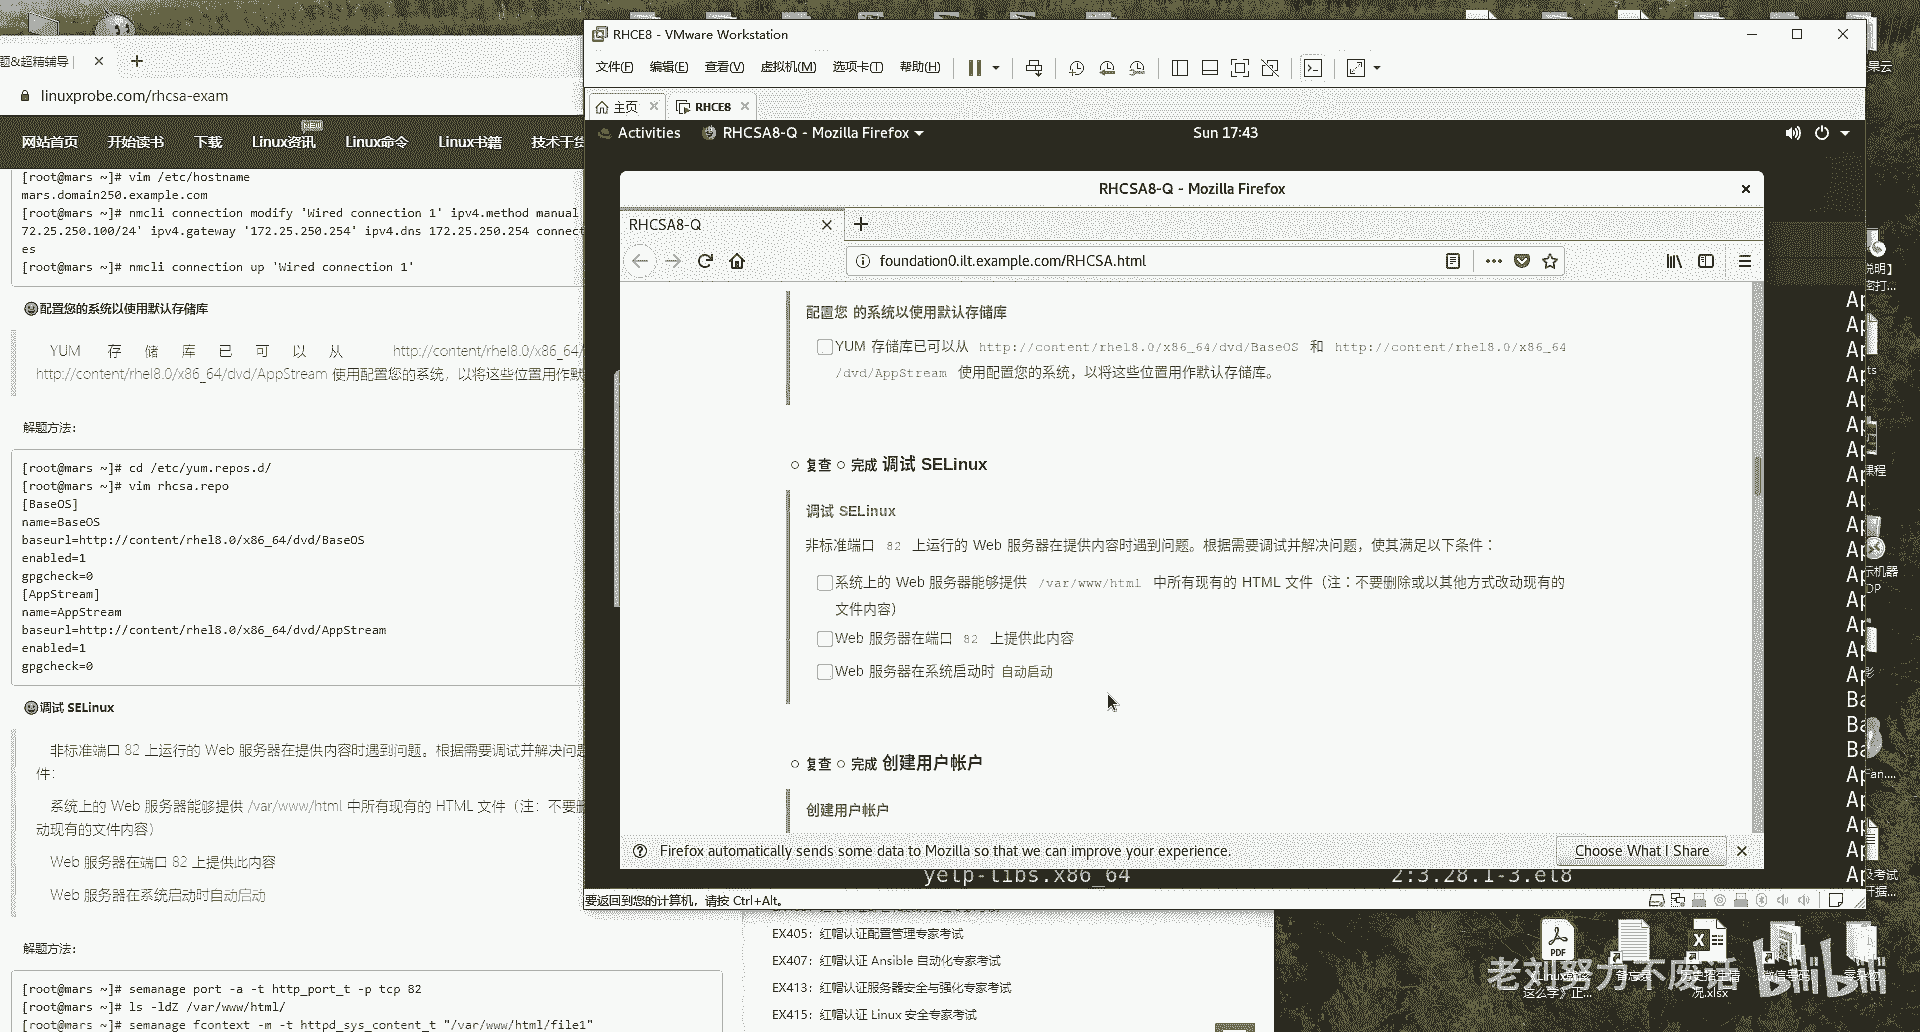 题&超精辅导
linuxprobe.com/rhcsa-exam
网站首页 开始读书 下载 Linux资讯 NEW Linux命令 Linux书籍 技术干货
[root@mars ~]# vim /etc/hostname
mars.domain250.example.com
[root@mars ~]# nmcli connection modify 'Wired connection 1' ipv4.method manual
72.25.250.100/24' ipv4.gateway '172.25.250.254' ipv4.dns 172.25.250.254 connect
es
[root@mars ~]# nmcli connection up 'Wired connection 1'
配置您的系统以使用默认存储库
YUM 存储库已可以从 http://content/rhel8.0/x86_64/
http://content/rhel8.0/x86_64/dvd/AppStream 使用配置您的系统，以将这些位置用作默
解题方法：
[root@mars ~]# cd /etc/yum.repos.d/
[root@mars ~]# vim rhcsa.repo
[BaseOS]
name=BaseOS
baseurl=http://content/rhel8.0/x86_64/dvd/BaseOS
enabled=1
gpgcheck=0
[AppStream]
name=AppStream
baseurl=http://content/rhel8.0/x86_64/dvd/AppStream
enabled=1
gpgcheck=0
调试 SELinux
非标准端口 82 上运行的 Web 服务器在提供内容时遇到问题。根据需要调试并解决问题
件：
系统上的 Web 服务器能够提供 /var/www/html 中所有现有的 HTML 文件（注：不要删
动现有的文件内容）
Web 服务器在端口 82 上提供此内容
Web 服务器在系统启动时自动启动
解题方法：
[root@mars ~]# semanage port -a -t http_port_t -p tcp 82
[root@mars ~]# ls -ldZ /var/www/html/
[root@mars ~]# semanage fcontext -m -t httpd_sys_content_t "/var/www/html/file1"
RHCE8 - VMware Workstation
文件(F) 编辑(E) 查看(V) 虚拟机(M) 选项卡(T) 帮助(H)
主页 RHCE8
Activities RHCSA8-Q - Mozilla Firefox Sun 17:43
RHCSA8-Q - Mozilla Firefox
RHCSA8-Q
foundation0.ilt.example.com/RHCSA.html
配置您 的系统以使用默认存储库
YUM 存储库已可以从 http://content/rhel8.0/x86_64/dvd/BaseOS 和 http://content/rhel8.0/x86_64
/dvd/AppStream 使用配置您的系统，以将这些位置用作默认存储库。
复查 完成 调试 SELinux
调试 SELinux
非标准端口 82 上运行的 Web 服务器在提供内容时遇到问题。根据需要调试并解决问题，使其满足以下条件：
系统上的 Web 服务器能够提供 /var/www/html 中所有现有的 HTML 文件（注：不要删除或以其他方式改动现有的
文件内容）
Web 服务器在端口 82 上提供此内容
Web 服务器在系统启动时 自动启动
复查 完成 创建用户帐户
创建用户帐户
Firefox automatically sends some data to Mozilla so that we can improve your experience. Choose What I Share
yelp-libs.x86_64 2:3.28.1-3.el8
要返回到您的计算机，请按 Ctrl+Alt。
EX405：红帽认证配置管理专家考试
EX407：红帽认证 Ansible 自动化专家考试
EX413：红帽认证服务器安全与强化专家考试
EX415：红帽认证 Linux 安全专家考试
老刘努力不废话 bilibili